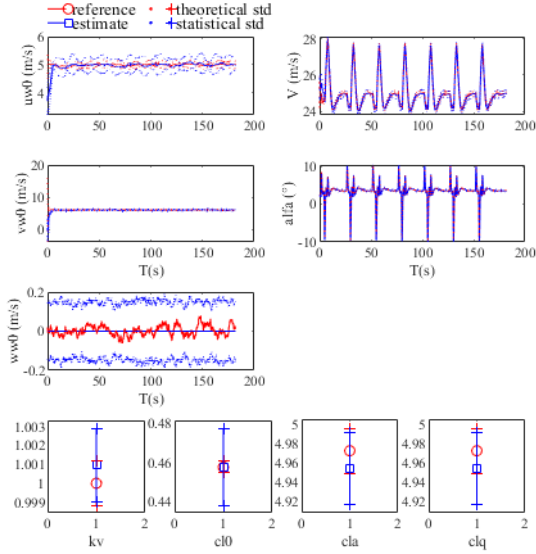 reference theoretical std
estimate statistical std
uw0 (m/s)
6
5
4
3
2
0 50 100 150 200
T(s)
V (m/s)
28
26
24
0 50 100 150 200
T(s)
vw0 (m/s)
20
10
0
0 50 100 150 200
T(s)
alfa (°)
10
0
-10
0 50 100 150 200
T(s)
ww0 (m/s)
0.2
0
-0.2
0 50 100 150 200
T(s)
1.003
1.002
1.001
1
0.999
0 1 2
kv
0.48
0.46
0.44
0 1 2
cl0
5
4.98
4.96
4.94
4.92
0 1 2
cla
5
4.98
4.96
4.94
4.92
0 1 2
clq